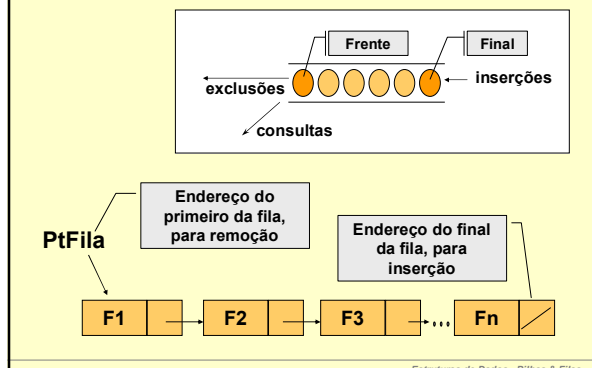 Frente
Final
exclusões
inserções
consultas
Endereço do
primeiro da fila,
para remoção
PtFila
Endereço do final
da fila, para
inserção
F1
F2
F3
...
Fn